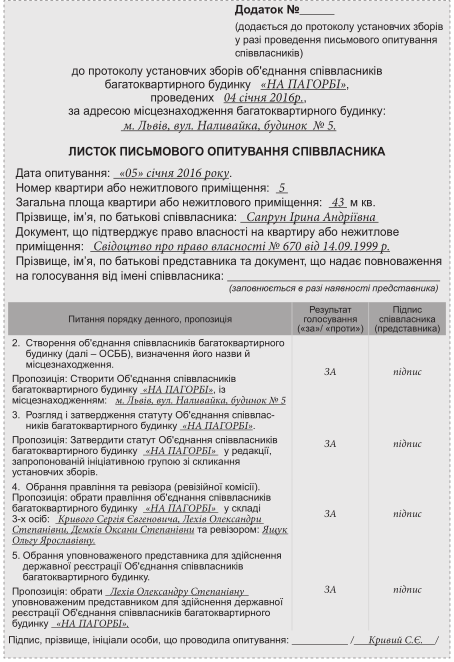 Додаток №______
(додається до протоколу установчих зборів
у разі проведення письмового опитування
співвласників)
до протоколу установчих зборів об'єднання співвласників
багатоквартирного будинку «НА ПАГОРБІ»,
проведених 04 січня 2016р.,
за адресою місцезнаходження багатоквартирного будинку:
м. Львів, вул. Наливайка, будинок № 5.
ЛИСТОК ПИСЬМОВОГО ОПИТУВАННЯ СПІВВЛАСНИКА
Дата опитування: «05» січня 2016 року.
Номер квартири або нежитлового приміщення: 5
Загальна площа квартири або нежитлового приміщення: 43 м кв.
Прізвище, ім'я, по батькові співвласника: Сапрун Ірина Андріївна
Документ, що підтверджує право власності на квартиру або нежитлове
приміщення: Свідоцтво про право власності № 670 від 14.09.1999 р.
Прізвище, ім'я, по батькові представника та документ, що надає повноваження
на голосування від імені співвласника: ______________________
(заповнюється в разі наявності представника)
Питання порядку денного, пропозиція
Результат
голосування
(«за»/ «проти»)
Підпис
співвласника
(представника)
2. Створення об'єднання співвласників багатоквартирного
будинку (далі – ОСББ), визначення його назви й
місцезнаходження.
Пропозиція: Створити Об'єднання співвласників
багатоквартирного будинку «НА ПАГОРБІ», із
місцезнаходженням: м. Львів, вул. Наливайка, будинок № 5
ЗА
підпис
3. Розгляд і затвердження статуту Об'єднання співвлас-
ників багатоквартирного будинку «НА ПАГОРБІ».
Пропозиція: Затвердити статут Об'єднання співвласників
багатоквартирного будинку «НА ПАГОРБІ» у редакції,
запропонованій ініціативною групою зі скликання
установчих зборів.
ЗА
підпис
4. Обрання правління та ревізора (ревізійної комісії).
Пропозиція: обрати правління об'єднання співвласників
багатоквартирного будинку «НА ПАГОРБІ» у складі
3-х осіб: Кривого Сергія Євгеновича, Лехів Олександри
Степанівни, Демків Оксани Степанівни та ревізором: Ящук
Ольгу Ярославівну.
ЗА
підпис
5. Обрання уповноваженого представника для здійснення
державної реєстрації Об'єднання співвласників
багатоквартирного будинку.
Пропозиція: обрати Лехів Олександру Степанівну
уповноваженим представником для здійснення державної
реєстрації Об'єднання співвласників багатоквартирного
будинку «НА ПАГОРБІ».
ЗА
підпис
Підпис, прізвище, ініціали особи, що проводила опитування: __________ / Кривий С.Є. /